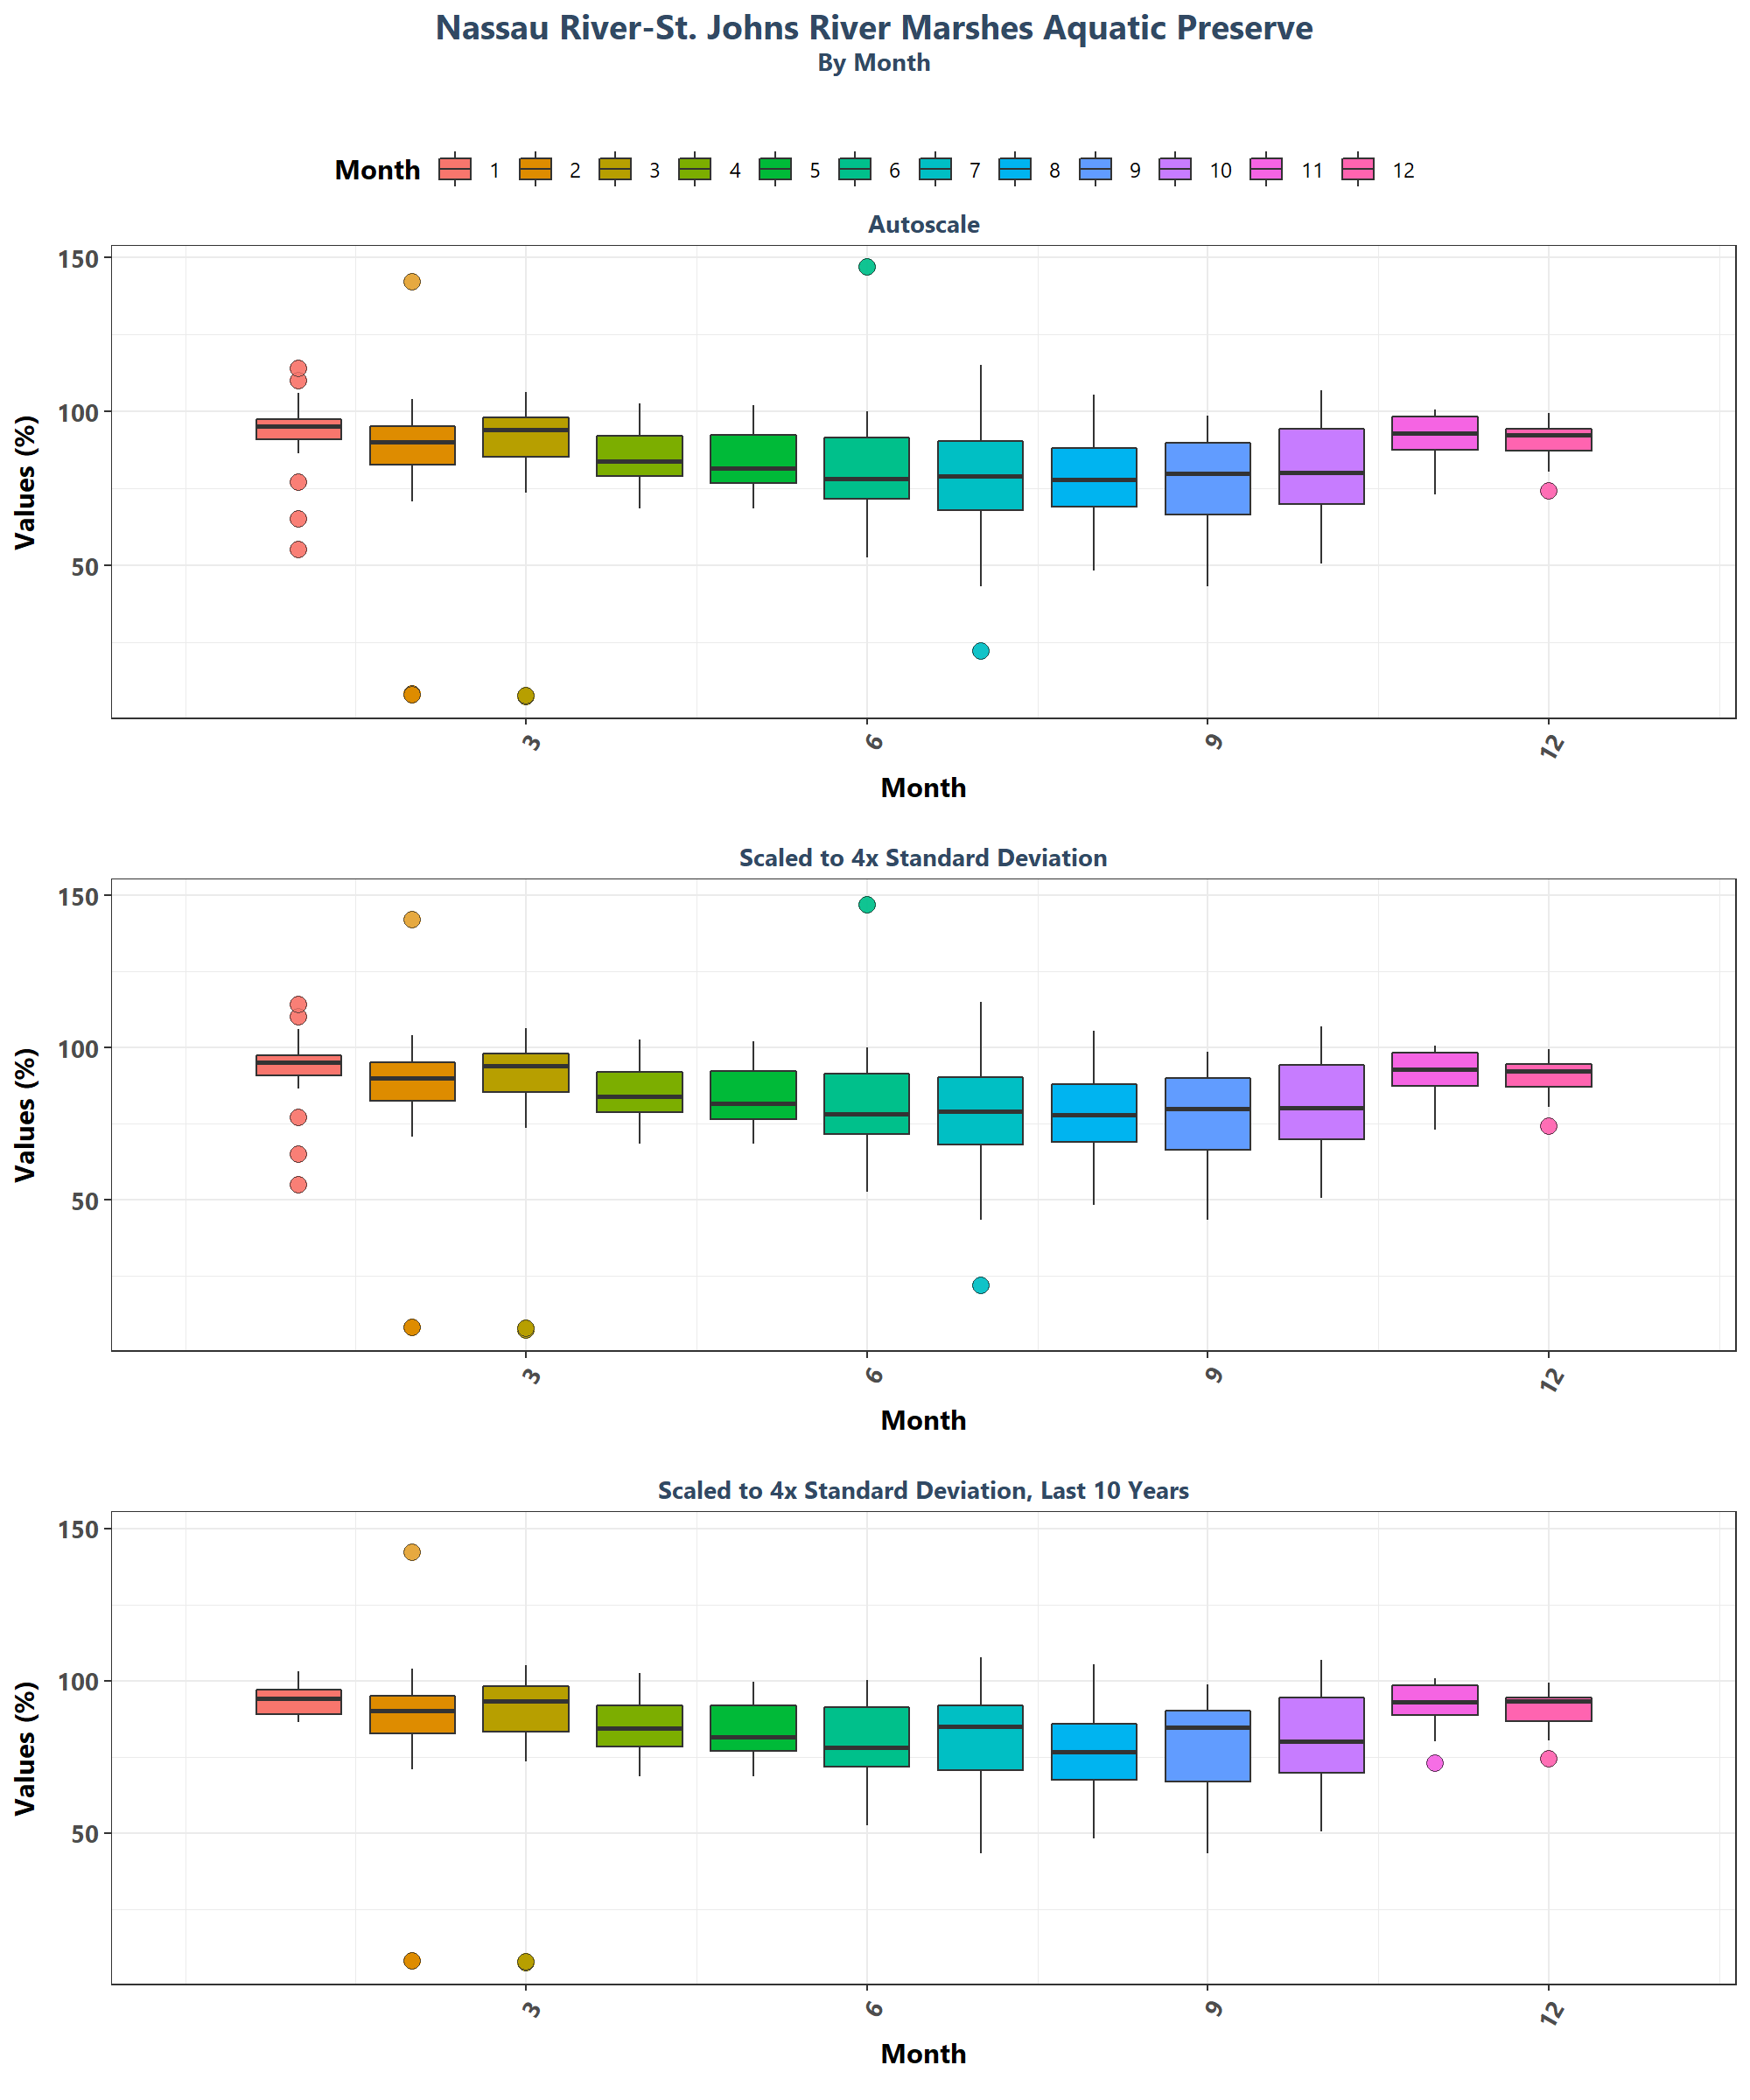 Nassau River-St. Johns River Marshes Aquatic Preserve
By Month
Month 1 2 3 4 5 6 7 8 9 10 11 12
Autoscale
Values (%)
150
100
50
3 6 9 12
Month
Scaled to 4x Standard Deviation
Values (%)
150
100
50
3 6 9 12
Month
Scaled to 4x Standard Deviation, Last 10 Years
Values (%)
150
100
50
3 6 9 12
Month